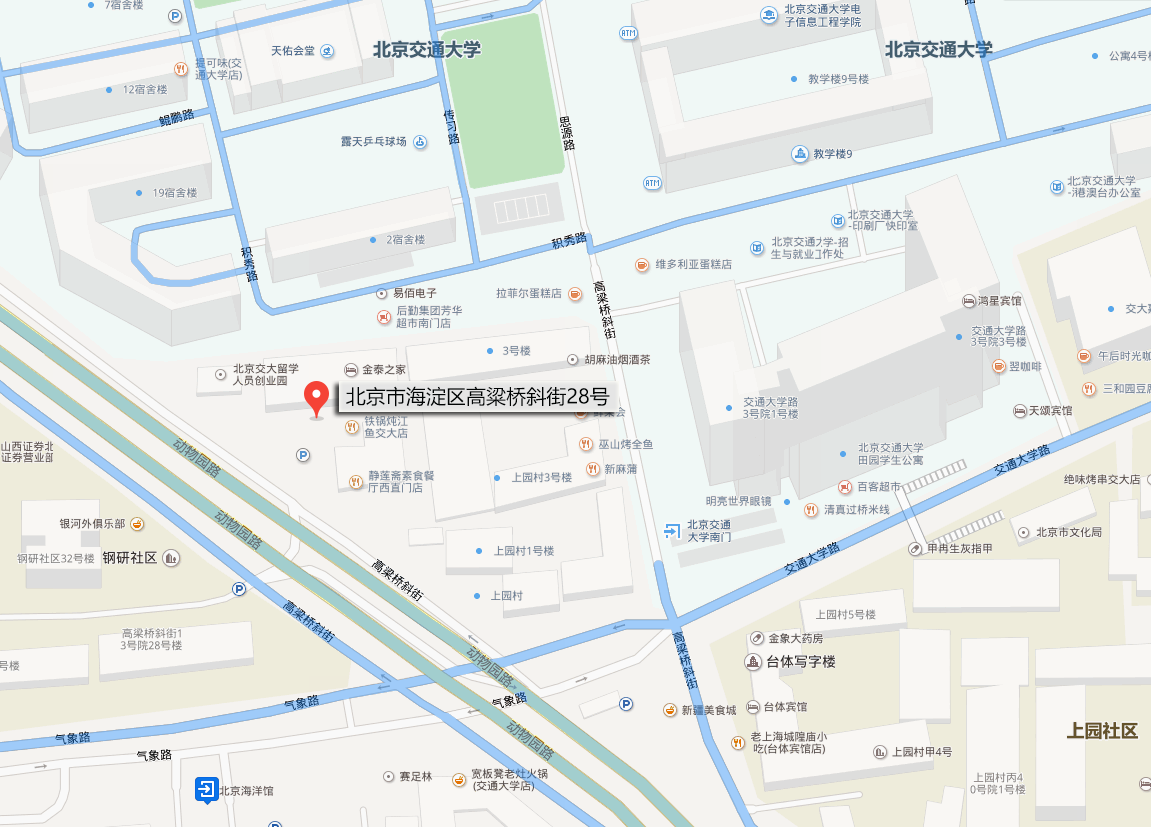 7宿舍楼
天佑会堂
北京交通大学
提可味(交
通大学店)
12宿舍楼
鲲鹏路
19宿舍楼
积秀路
2宿舍楼
露天乒乓球场
传习路
思源路
积秀路
ATM
北京交通大学电
子信息工程学院
北京交通大学
公寓4号
教学楼9号楼
教学楼9
ATM
北京交通大学
-港澳台办公室
北京交通大学
-印刷厂快印室
北京交通大学-招
生与就业工作处
维多利亚蛋糕店
拉菲尔蛋糕店
易佰电子
后勤集团芳华
超市南门店
高梁桥斜街
鸿星宾馆
交大
交通大学路
3号院3号楼
翌咖啡
午后时光咖
三和园豆
3号楼
胡麻油烟酒茶
北京交大留学
人员创业园
金泰之家
北京市海淀区高梁桥斜街28号
铁锅炖江
鱼交大店
巫山烤全鱼
新麻蒲
交通大学路
3号院1号楼
天颂宾馆
P
静莲斋素食餐
厅西直门店
上园村3号楼
北京交通大学
田园学生公寓
百客超市
清真过桥米线
明亮世界眼镜
北京交通
大学南门
交通大学路
绝味烤串交大店
北京市文化局
甲冉生灰指甲
交通大学路
山西证券北
证券营业部
动物园路
动物园路
银河外俱乐部
钢研社区32号楼
钢研社区
P
高梁桥斜街
高梁桥斜街
上园村1号楼
上园村
高梁桥斜街1
3号院28号楼
号楼
动物园路
高梁桥斜街
上园村5号楼
金象大药房
台体写字楼
气象路
气象路
气象路
气象路
动物园路
P
新疆美食城
台体宾馆
老上海城隍庙小
吃(台体宾馆店)
上园村甲4号
上园社区
上园村丙4
0号院1号楼
北京海洋馆
赛足林
宽板凳老灶火锅
(交通大学店)
P
P